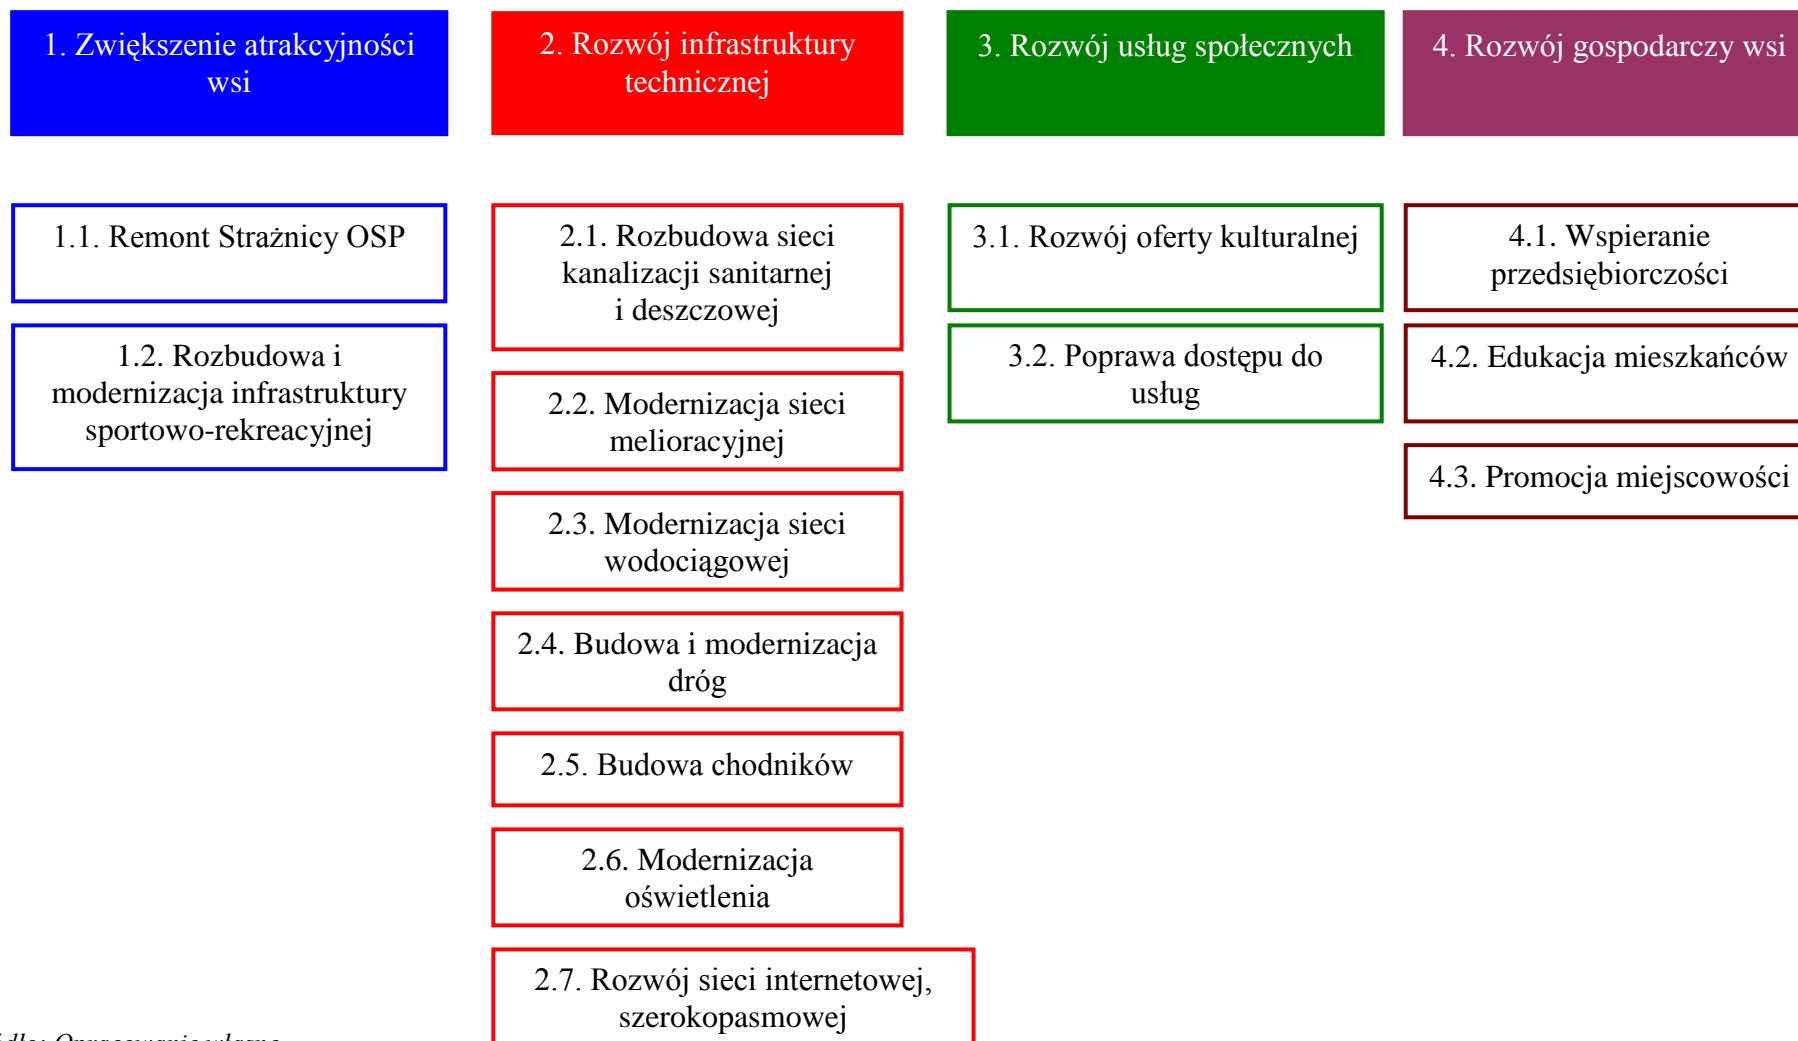 1. Zwiększenie atrakcyjności
wsi
2. Rozwój infrastruktury
technicznej
3. Rozwój usług społecznych
4. Rozwój gospodarczy wsi
1.1. Remont Strażnicy OSP
1.2. Rozbudowa i
modernizacja infrastruktury
sportowo-rekreacyjnej
2.1. Rozbudowa sieci
kanalizacji sanitarnej
i deszczowej
2.2. Modernizacja sieci
melioracyjnej
2.3. Modernizacja sieci
wodociągowej
2.4. Budowa i modernizacja
dróg
2.5. Budowa chodników
2.6. Modernizacja
oświetlenia
2.7. Rozwój sieci internetowej,
szerokopasmowej
3.1. Rozwój oferty kulturalnej
3.2. Poprawa dostępu do
usług
4.1. Wspieranie
przedsiębiorczości
4.2. Edukacja mieszkańców
4.3. Promocja miejscowości